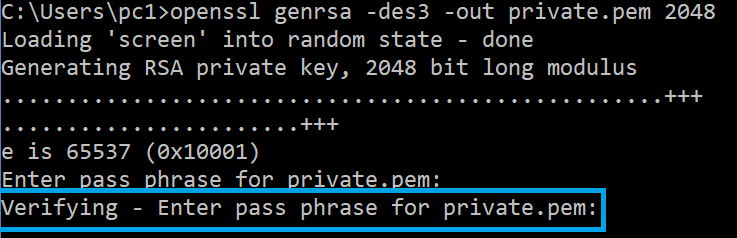 C:\Users\pc1>openssl genrsa -des3 -out private.pem 2048
Loading 'screen' into random state - done
Generating RSA private key, 2048 bit long modulus
..................................................+++
.......................+++
e is 65537 (0x10001)
Enter pass phrase for private.pem:
Verifying - Enter pass phrase for private.pem: